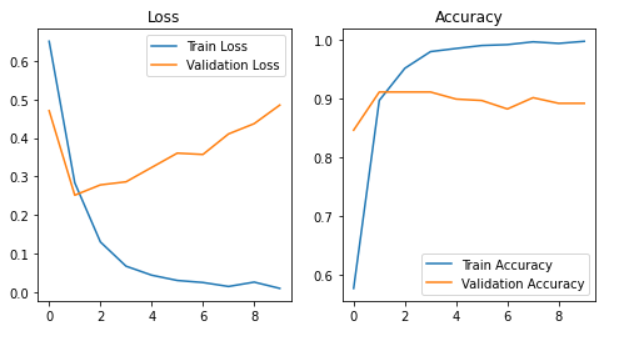 Loss
Train Loss
Validation Loss
0.6
0.5
0.4
0.3
0.2
0.1
0.0
0 2 4 6 8
Accuracy
1.0
0.9
0.8
0.7
0.6
Train Accuracy
Validation Accuracy
0 2 4 6 8